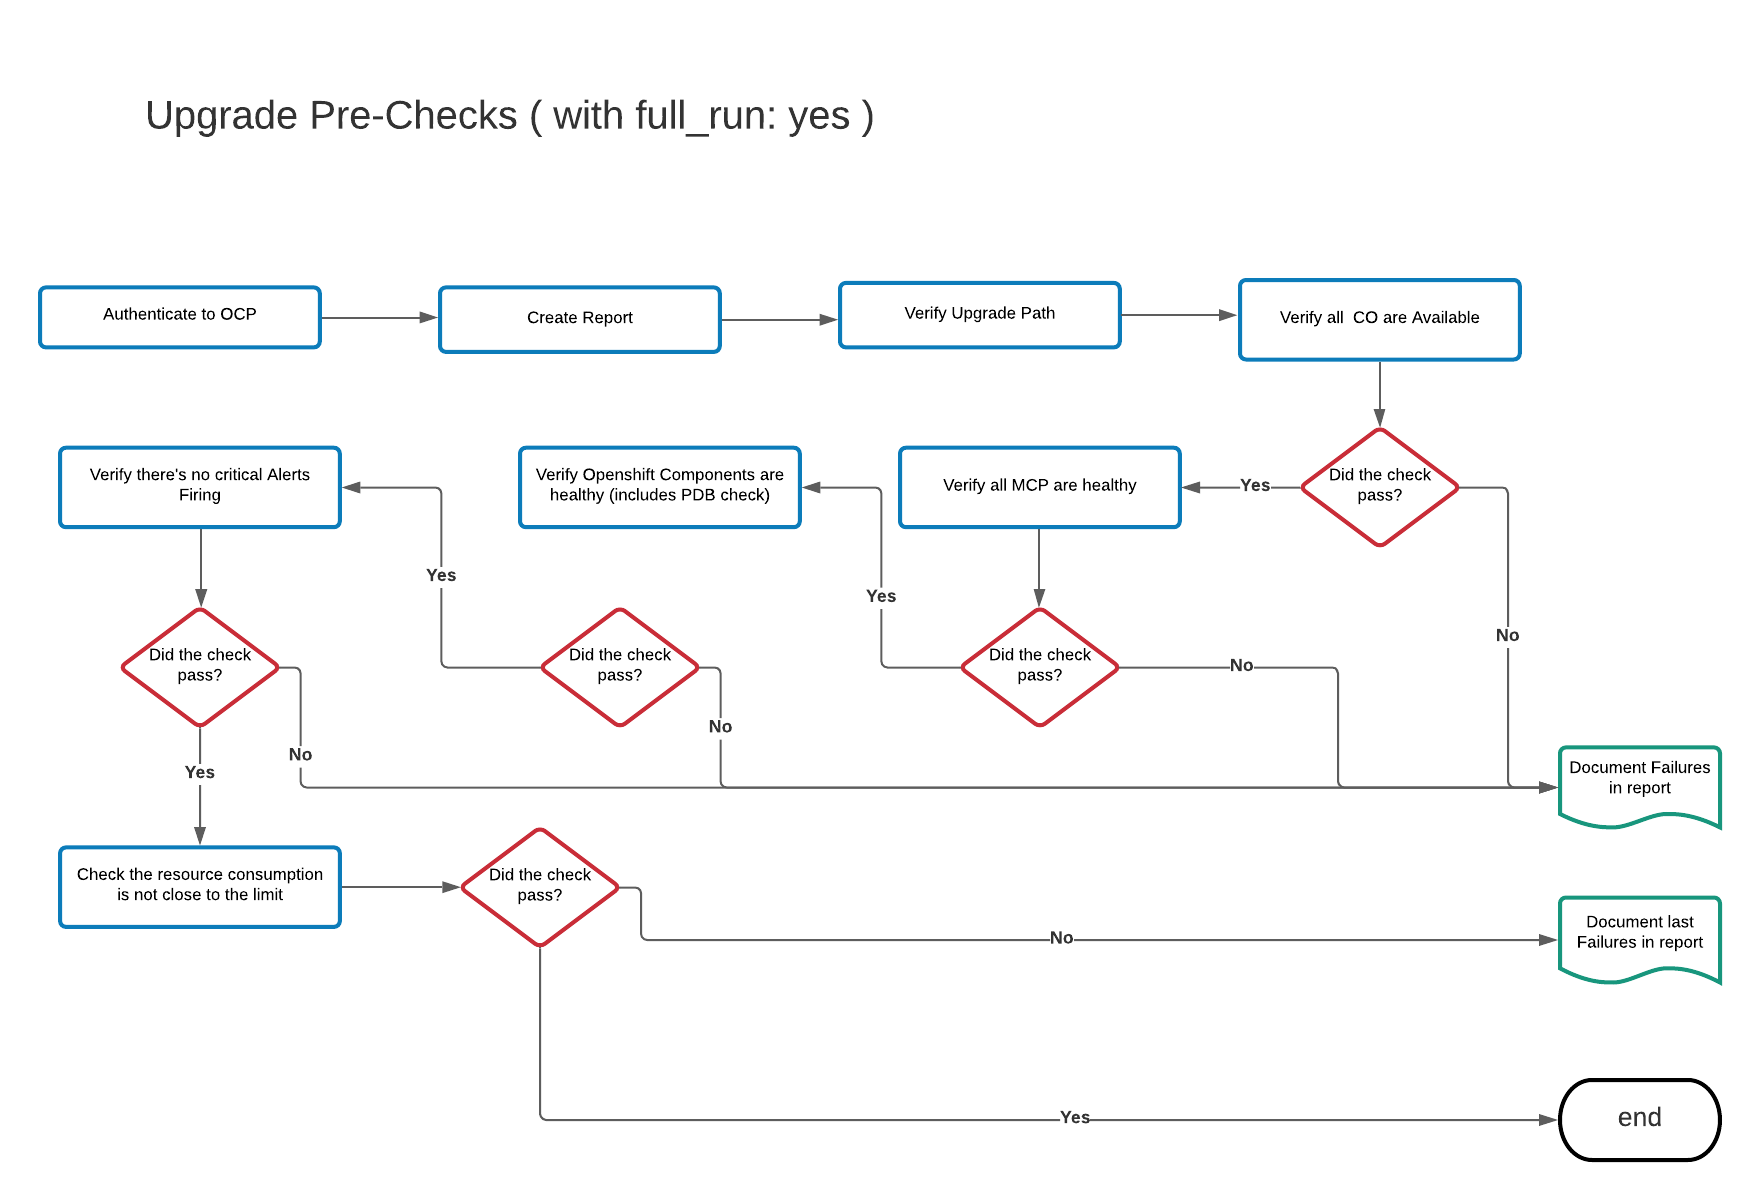 Upgrade Pre-Checks ( with full_run: yes )
Authenticate to OCP
Create Report
Verify Upgrade Path
Verify all  CO are Available
Verify there's no critical Alerts
Firing
Verify Openshift Components are
healthy (includes PDB check)
Verify all MCP are healthy
Yes
Did the check
pass?
Yes
Yes
No
Did the check
pass?
Did the check
pass?
Did the check
pass?
No
No
No
Yes
Document Failures
in report
Check the resource consumption
is not close to the limit
Did the check
pass?
No
Document last
Failures in report
Yes
end